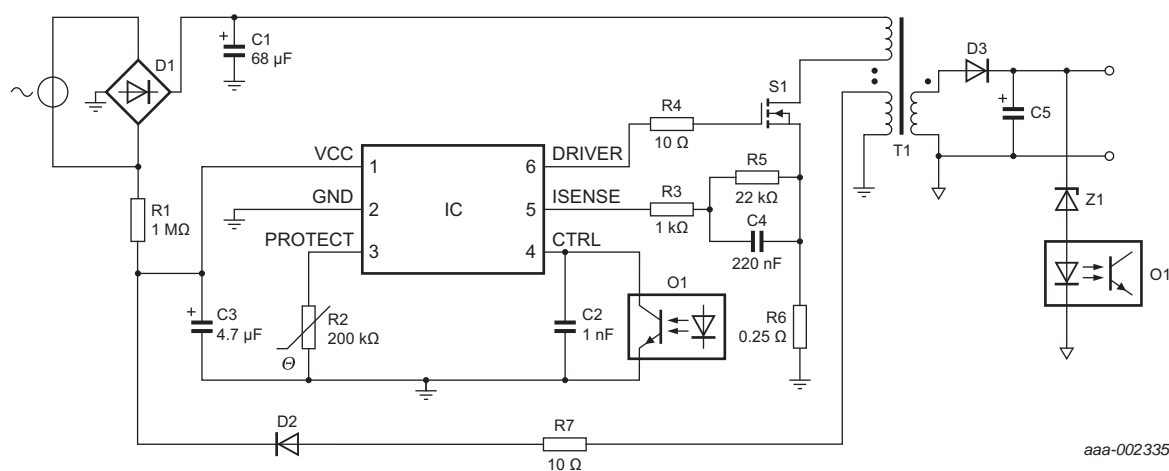 D1
C1
68 μF
VCC
GND
PROTECT
1
2
3
IC
6
5
4
DRIVER
ISENSE
CTRL
R4
10 Ω
S1
R3
1 kΩ
R5
22 kΩ
C4
220 nF
R6
0.25 Ω
T1
D3
C5
Z1
O1
R1
1 MΩ
C3
4.7 μF
R2
200 kΩ
Θ
C2
1 nF
O1
D2
R7
10 Ω
aaa-002335